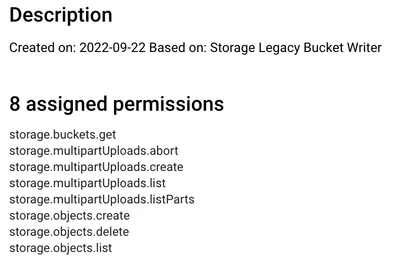 Description
Created on: 2022-09-22 Based on: Storage Legacy Bucket Writer
8 assigned permissions
storage.buckets.get
storage.multipartUploads.abort
storage.multipartUploads.create
storage.multipartUploads.list
storage.multipartUploads.listParts
storage.objects.create
storage.objects.delete
storage.objects.list